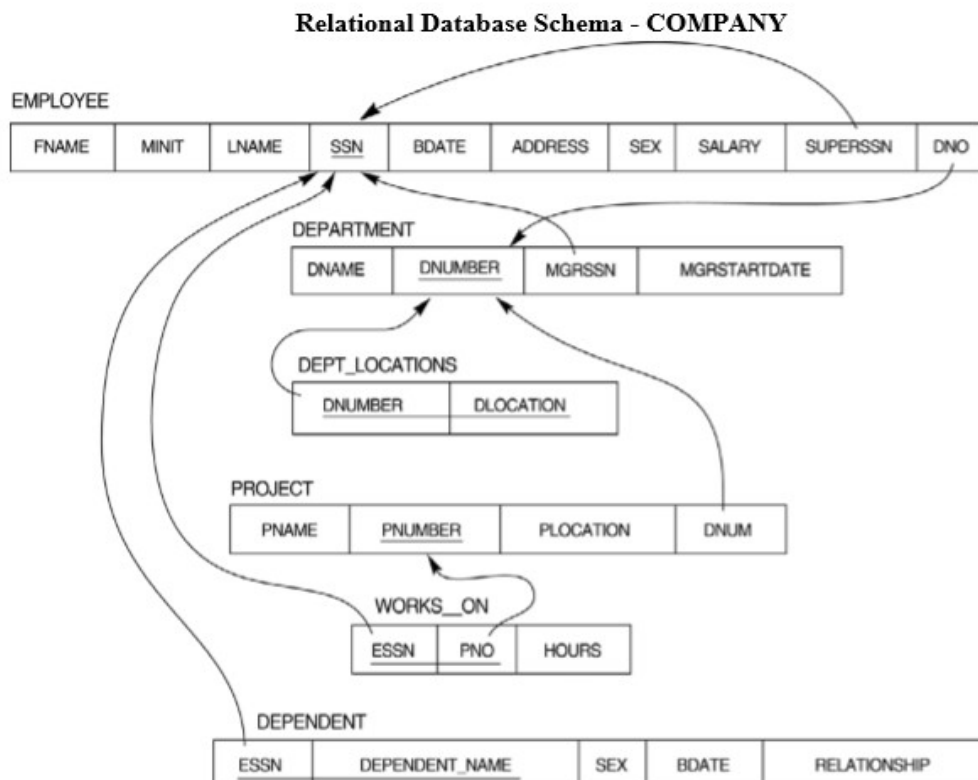 Relational Database Schema - COMPANY
EMPLOYEE
FNAME MINIT LNAME SSN BDATE ADDRESS SEX SALARY SUPERSSN DNO
DEPARTMENT
DNAME DNUMBER MGRSSN MGRSTARTDATE
DEPT_LOCATIONS
DNUMBER DLOCATION
PROJECT
PNAME PNUMBER PLOCATION DNUM
WORKS__ON
ESSN PNO HOURS
DEPENDENT
ESSN DEPENDENT_NAME SEX BDATE RELATIONSHIP